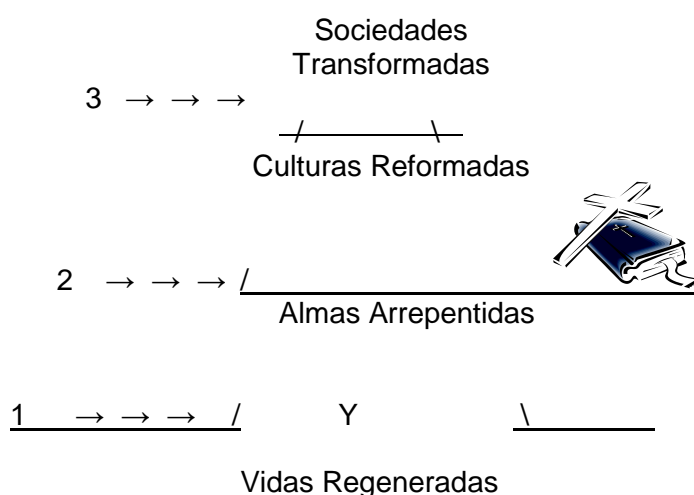 Sociedades
Transformadas
3 → → →
/ \
Culturas Reformadas
2 → → → /
Almas Arrepentidas
1 → → → / Y \
Vidas Regeneradas